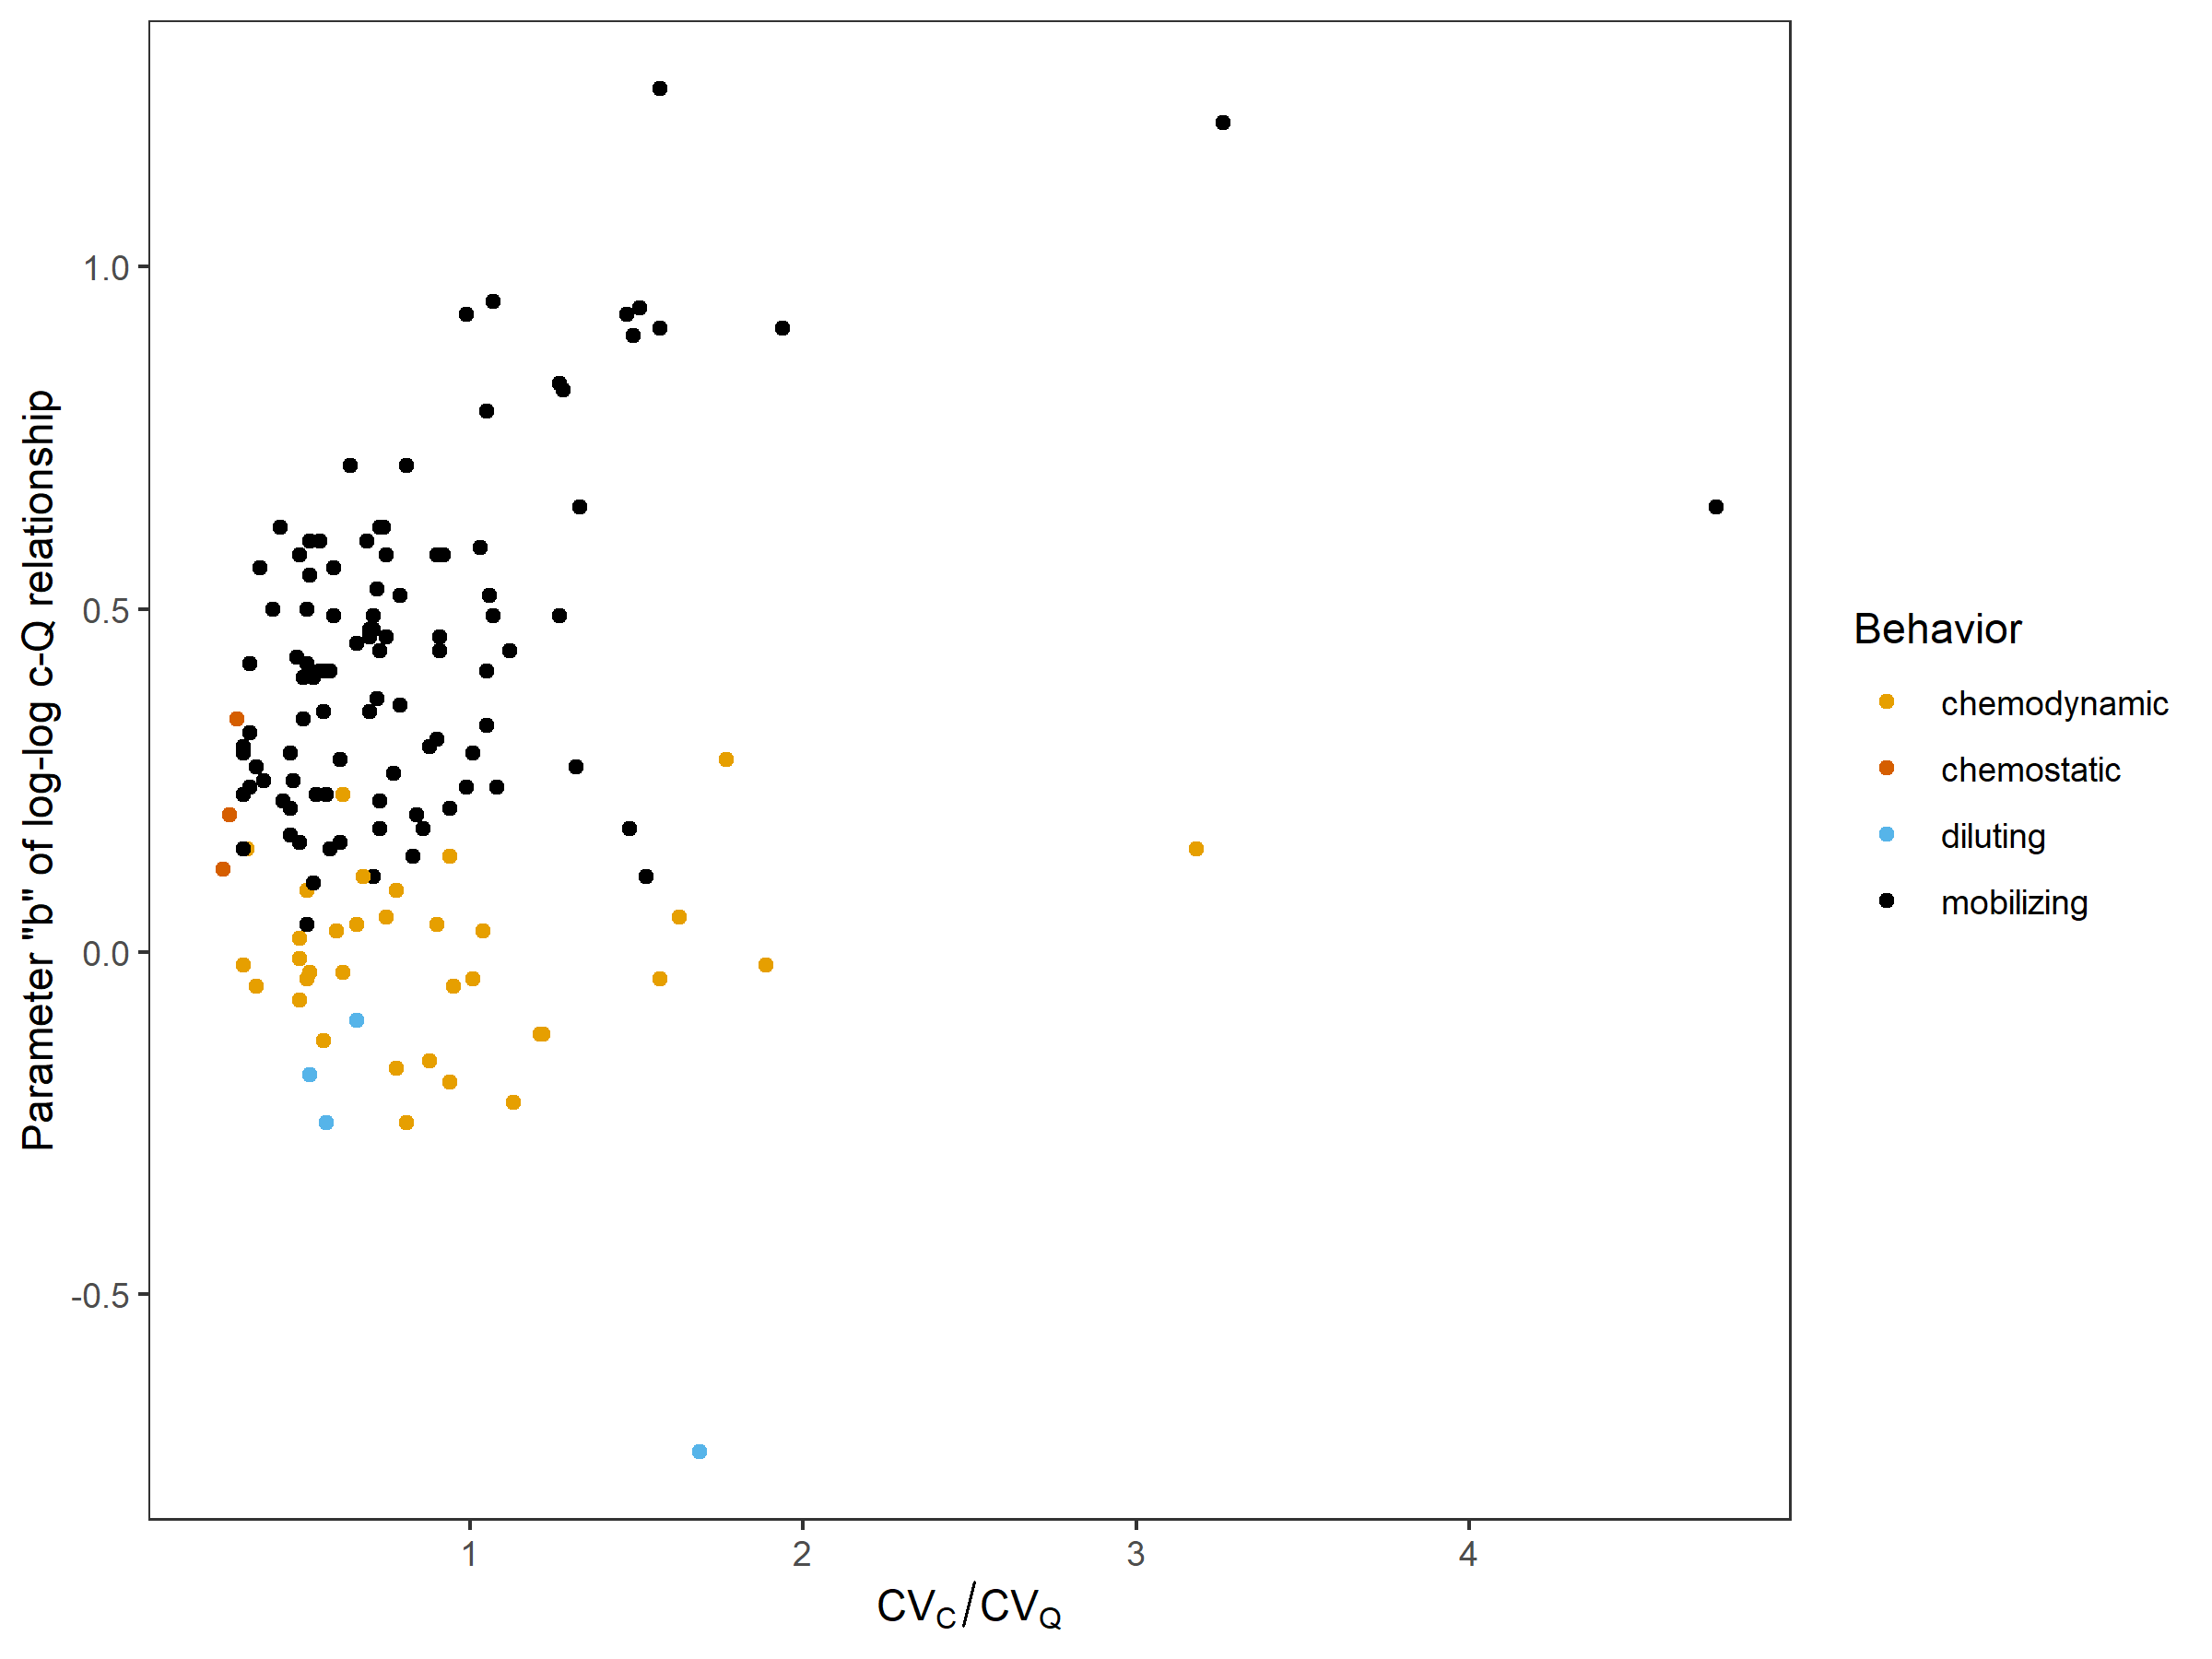 Parameter "b" of log-log c-Q relationship
1.0
0.5
0.0
-0.5
1 2 3 4
CVC/CVQ
Behavior
chemodynamic
chemostatic
diluting
mobilizing